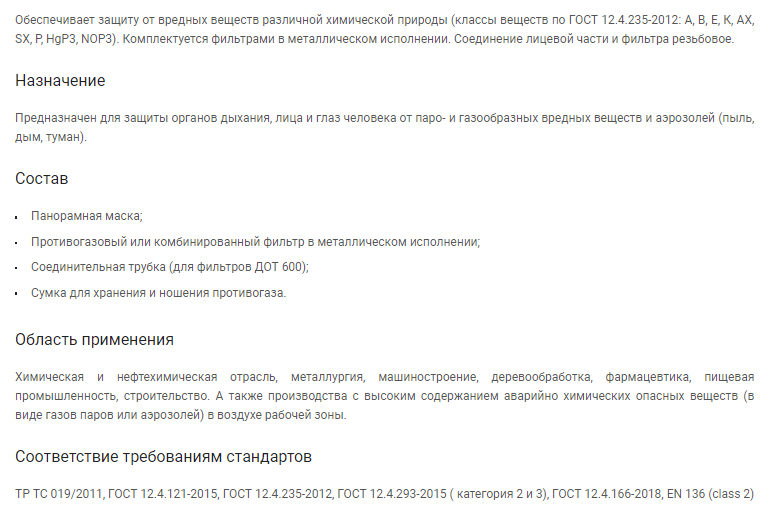 Обеспечивает защиту от вредных веществ различной химической природы (классы веществ по ГОСТ 12.4.235-2012: A, B, E, K, AX,
SX, P, HgP3, NOP3). Комплектуется фильтрами в металлическом исполнении. Соединение лицевой части и фильтра резьбовое.
Назначение
Предназначен для защиты органов дыхания, лица и глаз человека от паро- и газообразных вредных веществ и аэрозолей (пыль,
дым, туман).
Состав
Панорамная маска;
Противогазовый или комбинированный фильтр в металлическом исполнении;
Соединительная трубка (для фильтров ДОТ 600);
Сумка для хранения и ношения противогаза.
Область применения
Химическая и нефтехимическая отрасль, металлургия, машиностроение, деревообработка, фармацевтика, пищевая
промышленность, строительство. А также производства с высоким содержанием аварийно химических опасных веществ (в
виде газов паров или аэрозолей) в воздухе рабочей зоны.
Соответствие требованиям стандартов
ТР ТС 019/2011, ГОСТ 12.4.121-2015, ГОСТ 12.4.235-2012, ГОСТ 12.4.293-2015 ( категория 2 и 3), ГОСТ 12.4.166-2018, EN 136 (class 2)